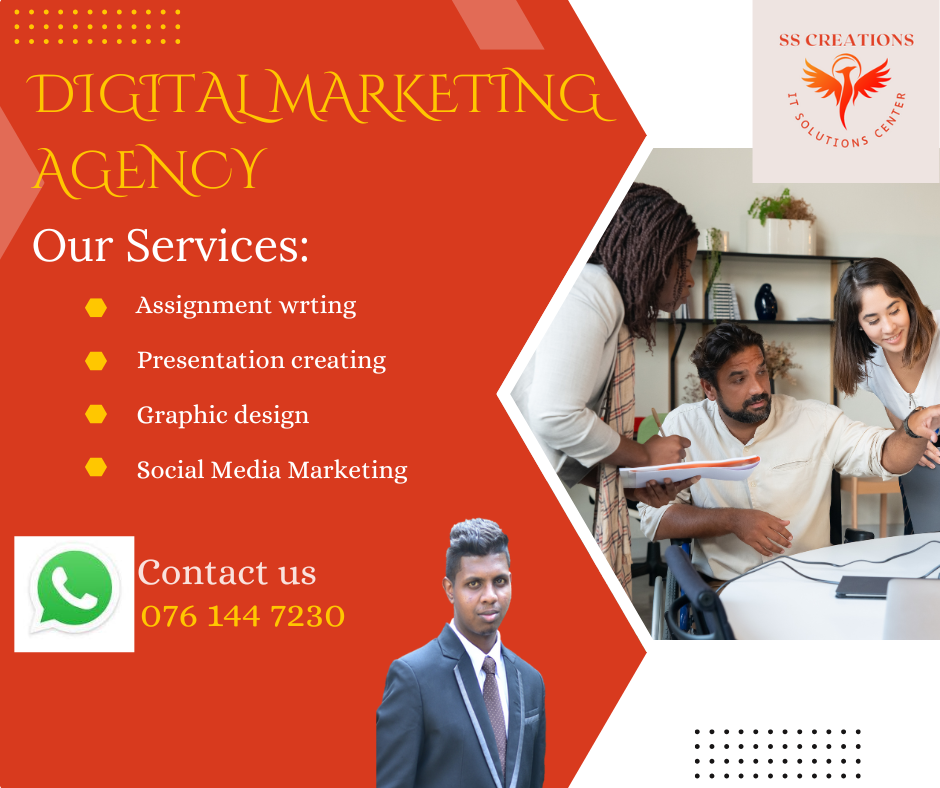 SS CREATIONS
IT SOLUTIONS CENTER
DIGITAL MARKETING
AGENCY
Our Services:
Assignment wrting
Presentation creating
Graphic design
Social Media Marketing
Contact us
076 144 7230